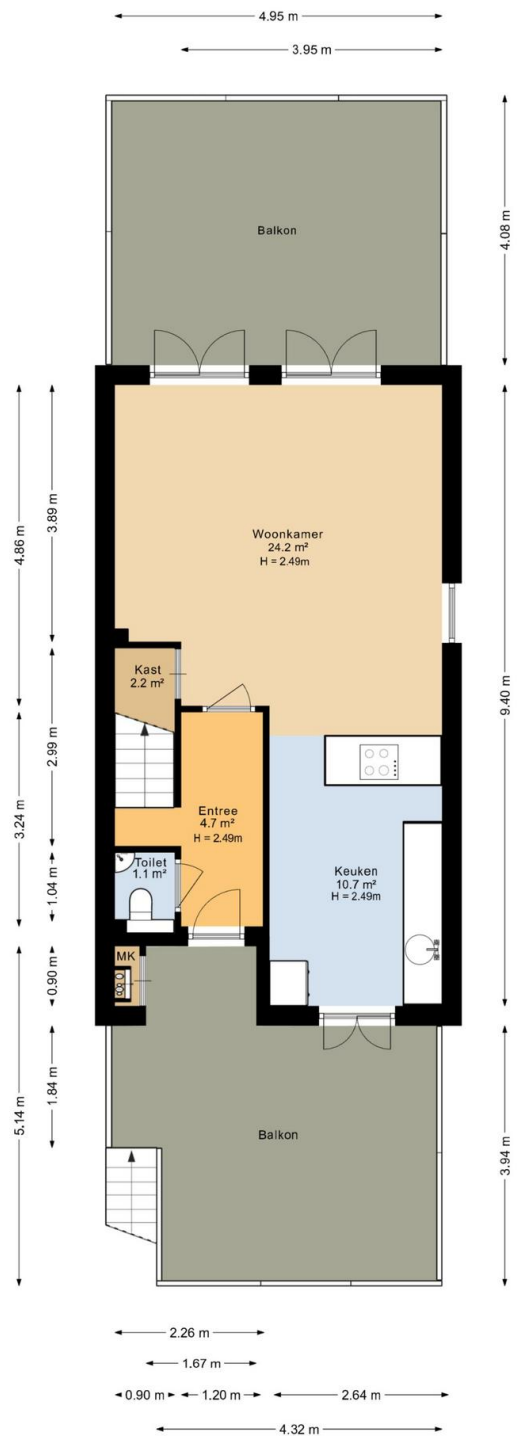 4.95 m
3.95 m
4.08 m
Balkon
4.86 m
3.89 m
Woonkamer
24.2 m²
H = 2.49m
9.40 m
Kast
2.2 m²
2.99 m
3.24 m
Entree
4.7 m²
H = 2.49m
Toilet
1.1 m²
1.04 m
Keuken
10.7 m²
H = 2.49m
MK
0.90 m
1.84 m
5.14 m
Balkon
3.94 m
2.26 m
1.67 m
0.90 m
1.20 m
2.64 m
4.32 m